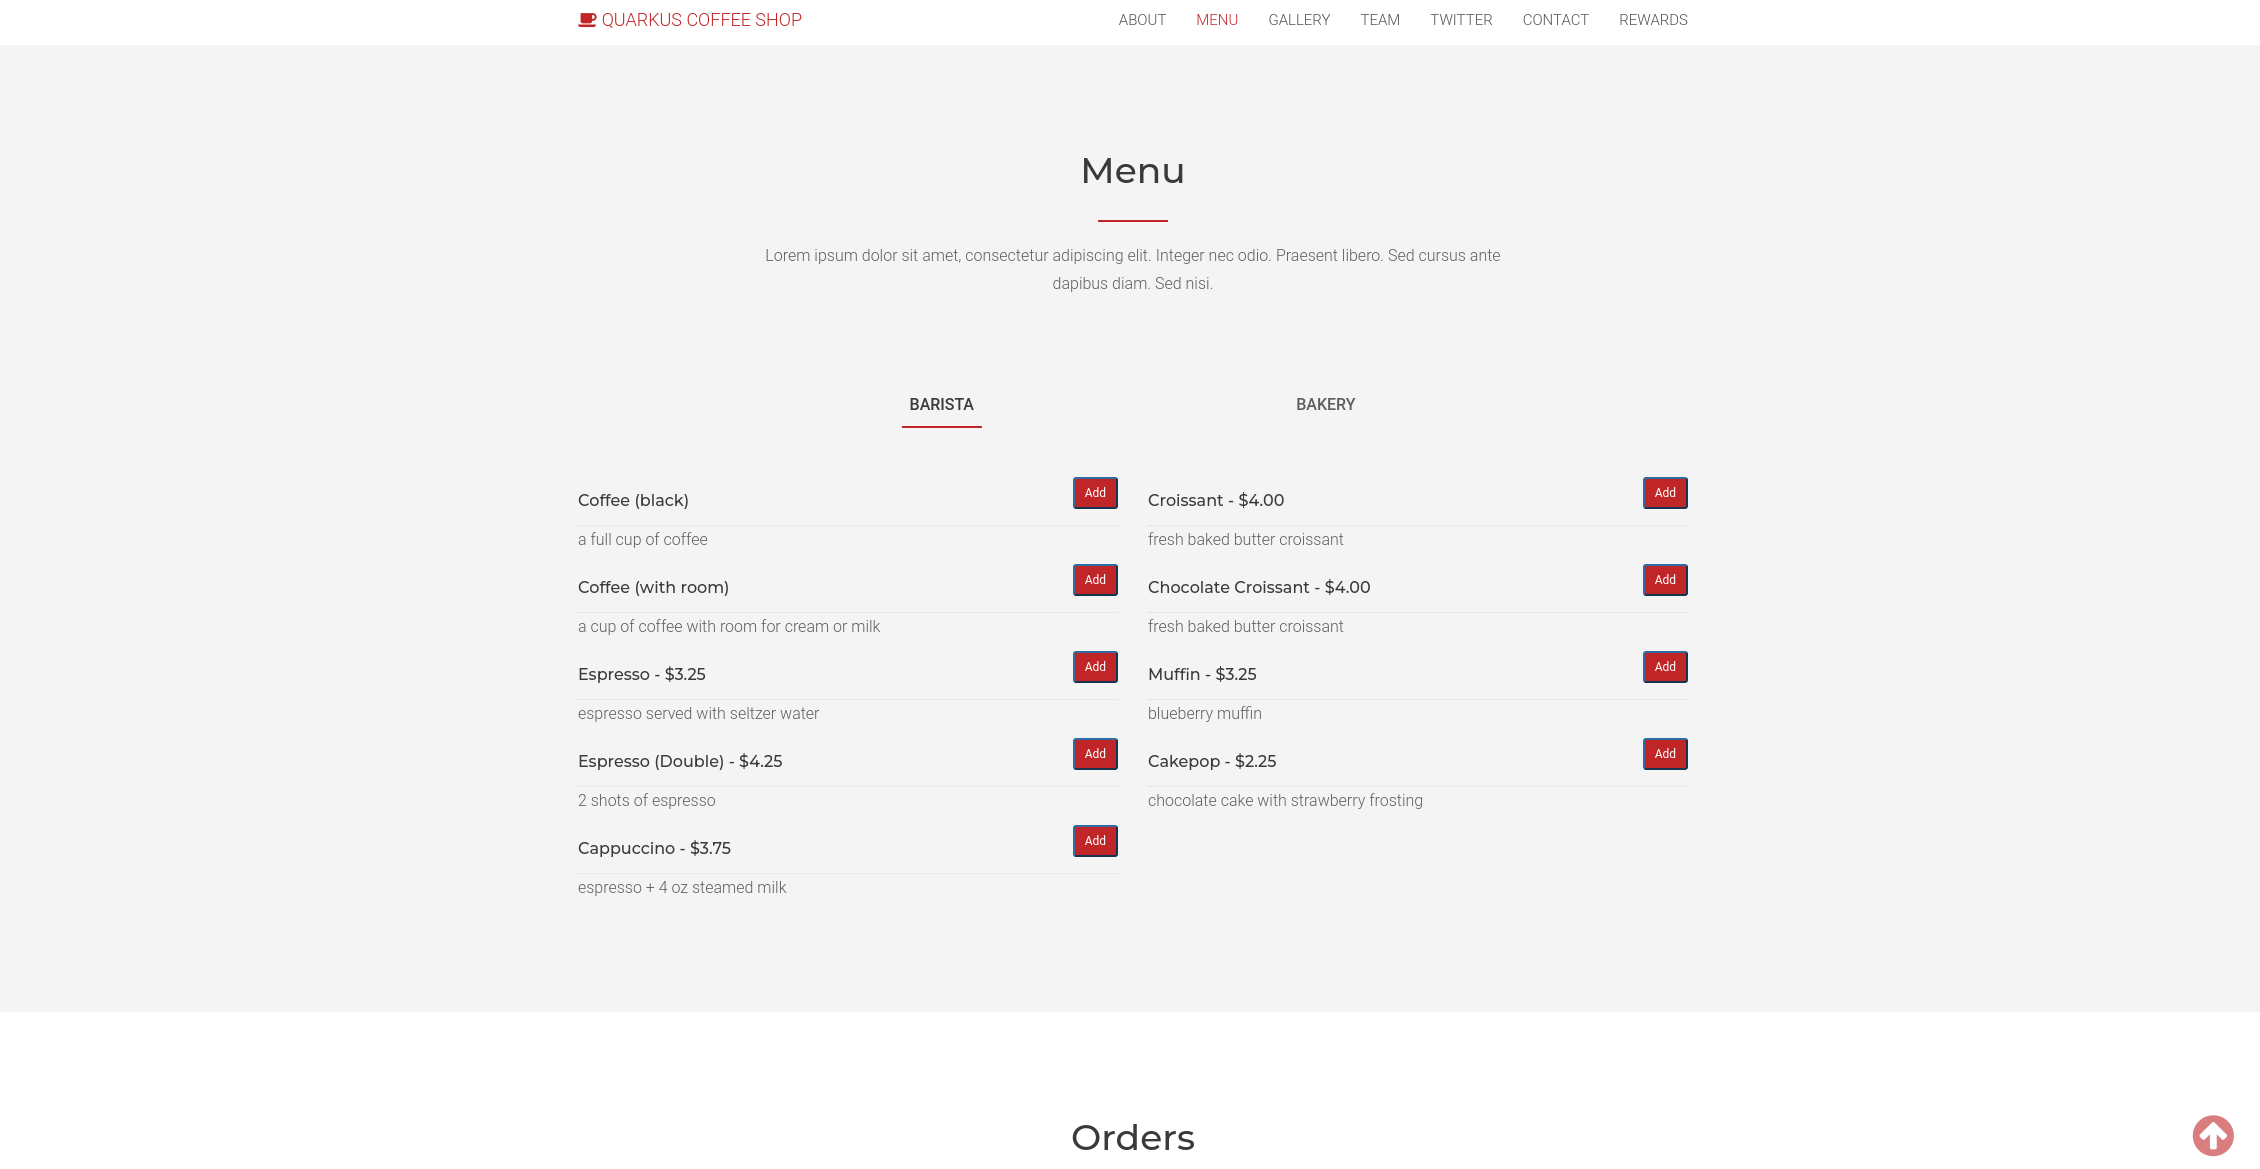 QUARKUS COFFEE SHOP
ABOUT MENU GALLERY TEAM TWITTER CONTACT REWARDS
Menu
Lorem ipsum dolor sit amet, consectetur adipiscing elit. Integer nec odio. Praesent libero. Sed cursus ante
dapibus diam. Sed nisi.
BARISTA
Coffee (black) Add
a full cup of coffee
Coffee (with room) Add
a cup of coffee with room for cream or milk
Espresso - $3.25 Add
espresso served with seltzer water
Espresso (Double) - $4.25 Add
2 shots of espresso
Cappuccino - $3.75 Add
espresso + 4 oz steamed milk
BAKERY
Croissant - $4.00 Add
fresh baked butter croissant
Chocolate Croissant - $4.00 Add
fresh baked butter croissant
Muffin - $3.25 Add
blueberry muffin
Cakepop - $2.25 Add
chocolate cake with strawberry frosting
Orders